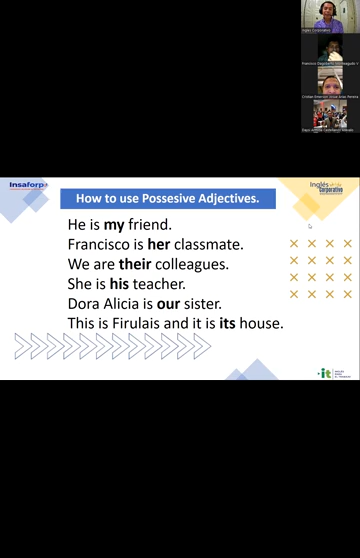 Inglés Corporativo
Insaforp
How to use Possesive Adjectives.
Inglés
Corporativo
He is my friend.
Francisco is her classmate.
We are their colleagues.
She is his teacher.
Dora Alicia is our sister.
This is Firulais and it is its house.
it